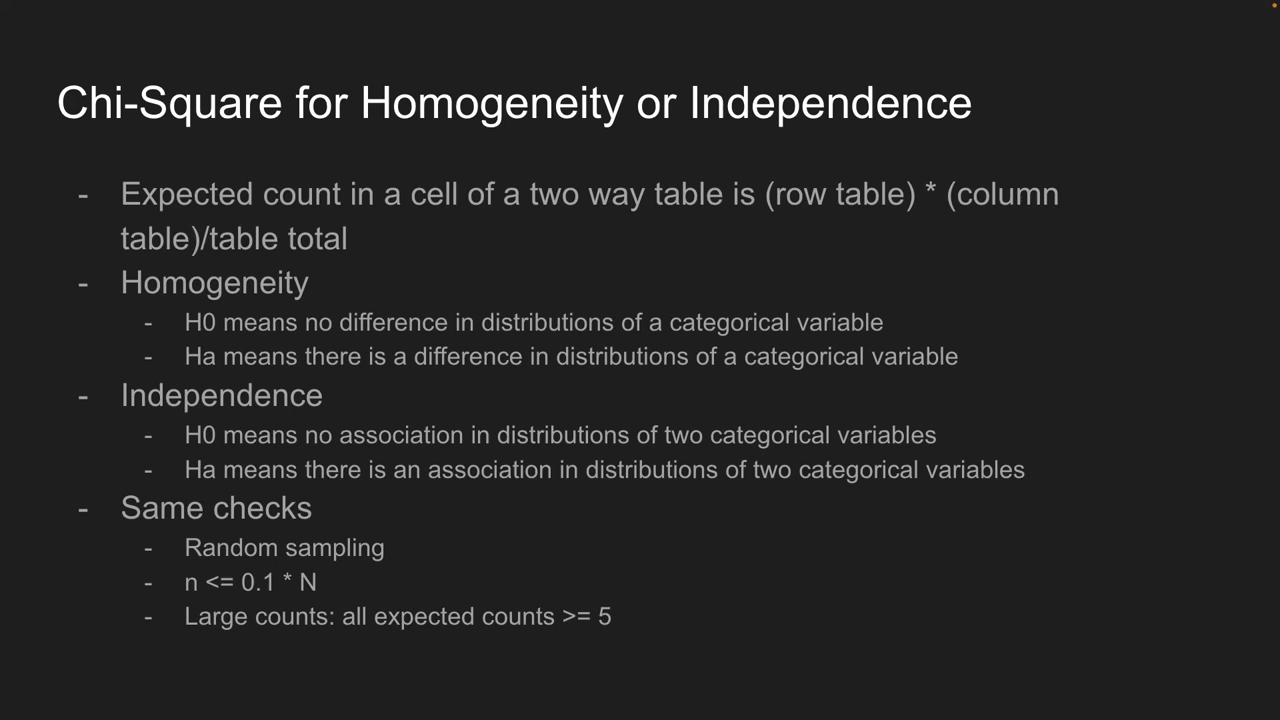 Chi-Square for Homogeneity or Independence
- Expected count in a cell of a two way table is (row table) * (column
table)/table total
- Homogeneity
- H0 means no difference in distributions of a categorical variable
- Ha means there is a difference in distributions of a categorical variable
- Independence
- H0 means no association in distributions of two categorical variables
- Ha means there is an association in distributions of two categorical variables
- Same checks
- Random sampling
- n <= 0.1 * N
- Large counts: all expected counts >= 5